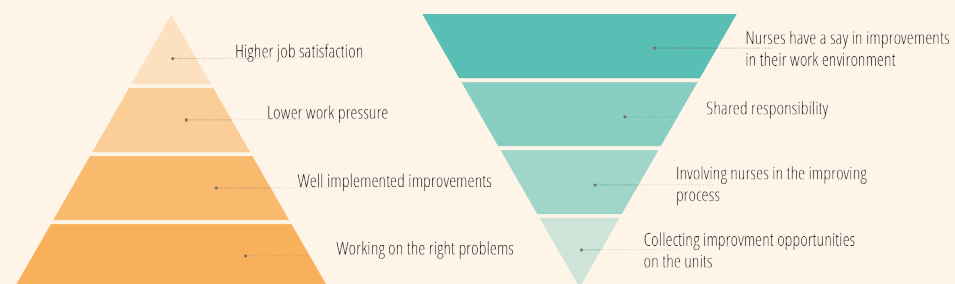 Higher job satisfaction
Lower work pressure
Well implemented improvements
Working on the right problems
Nurses have a say in improvements
in their work environment
Shared responsibility
Involving nurses in the improving
process
Collecting improvment opportunities
on the units